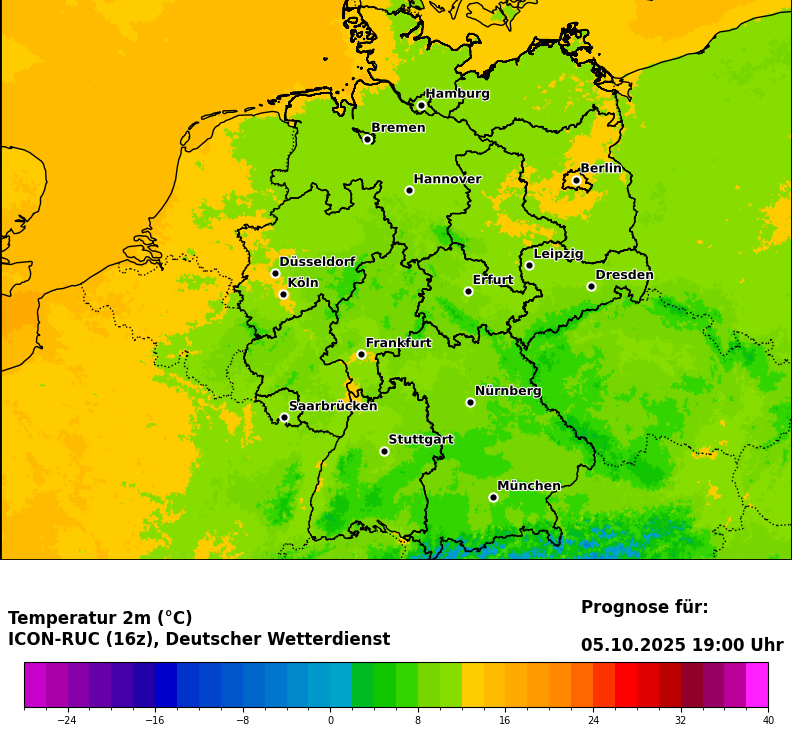 Hamburg
Bremen
Berlin
Hannover
Leipzig
Düsseldorf
Dresden
Erfurt
Köln
Frankfurt
Nürnberg
Saarbrücken
Stuttgart
München
Prognose für:
Temperatur 2m (°C)
ICON-RUC (16z), Deutscher Wetterdienst
05.10.2025 19:00 Uhr
−24 −16 −8 0 8 16 24 32 40